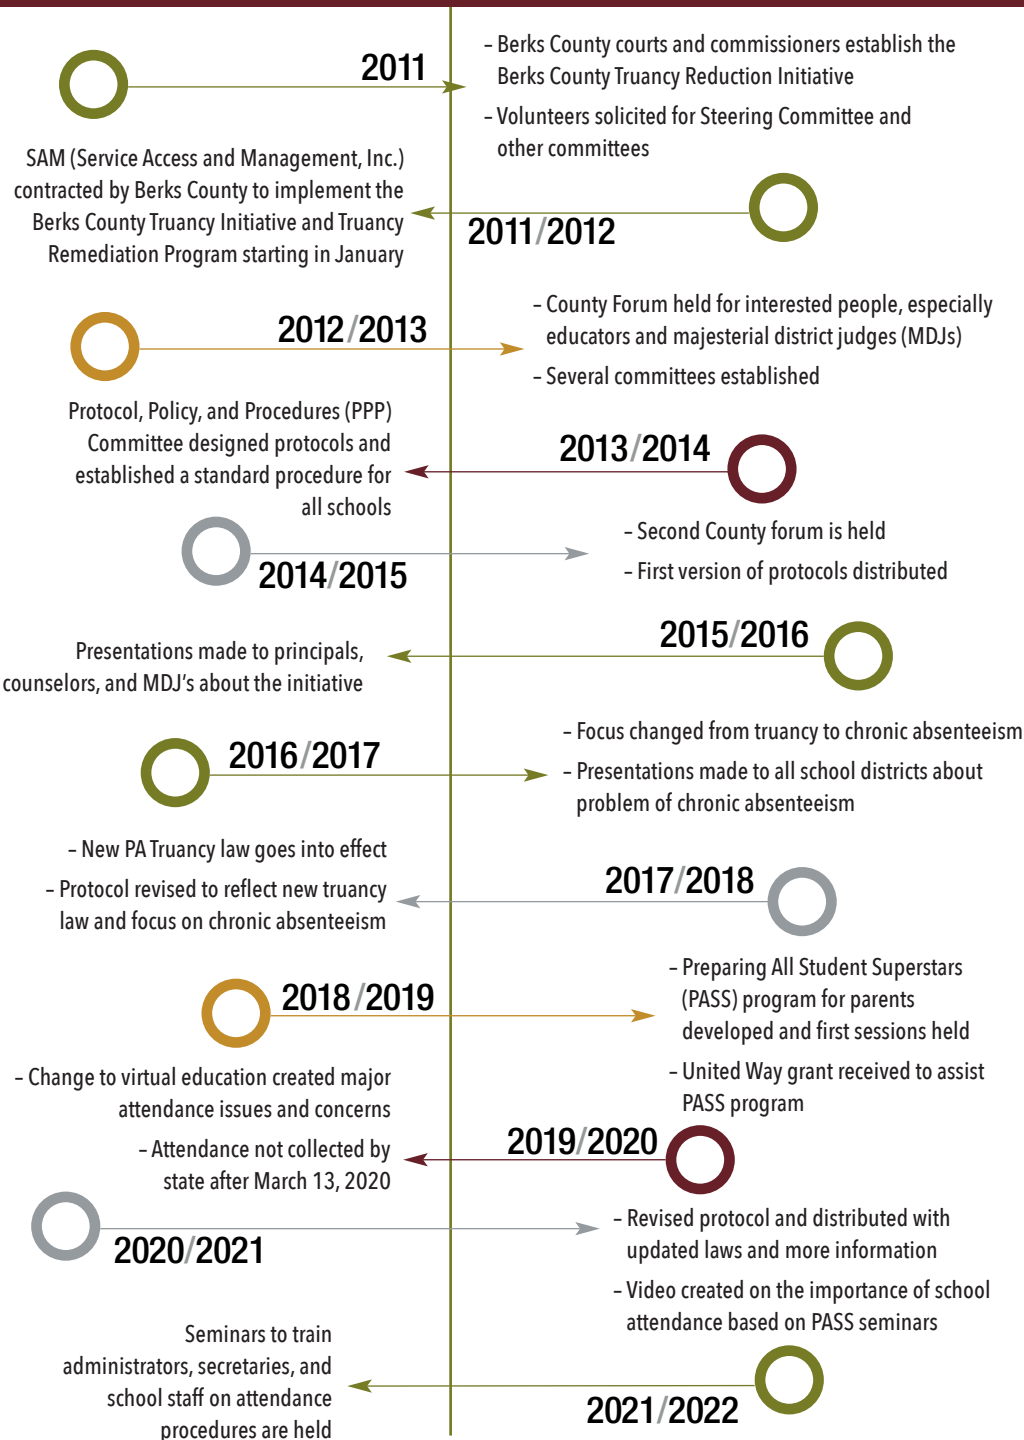 2011
– Berks County courts and commissioners establish the
Berks County Truancy Reduction Initiative
– Volunteers solicited for Steering Committee and
other committees
2011/2012
SAM (Service Access and Management, Inc.)
contracted by Berks County to implement the
Berks County Truancy Initiative and Truancy
Remediation Program starting in January
2012/2013
– County Forum held for interested people, especially
educators and majesterial district judges (MDJs)
– Several committees established
2013/2014
Protocol, Policy, and Procedures (PPP)
Committee designed protocols and
established a standard procedure for
all schools
2014/2015
– Second County forum is held
– First version of protocols distributed
2015/2016
Presentations made to principals,
counselors, and MDJ's about the initiative
2016/2017
– Focus changed from truancy to chronic absenteeism
– Presentations made to all school districts about
problem of chronic absenteeism
2017/2018
– New PA Truancy law goes into effect
– Protocol revised to reflect new truancy
law and focus on chronic absenteeism
2018/2019
– Preparing All Student Superstars
(PASS) program for parents
developed and first sessions held
– United Way grant received to assist
PASS program
2019/2020
– Change to virtual education created major
attendance issues and concerns
– Attendance not collected by
state after March 13, 2020
2020/2021
– Revised protocol and distributed with
updated laws and more information
– Video created on the importance of school
attendance based on PASS seminars
2021/2022
Seminars to train
administrators, secretaries, and
school staff on attendance
procedures are held